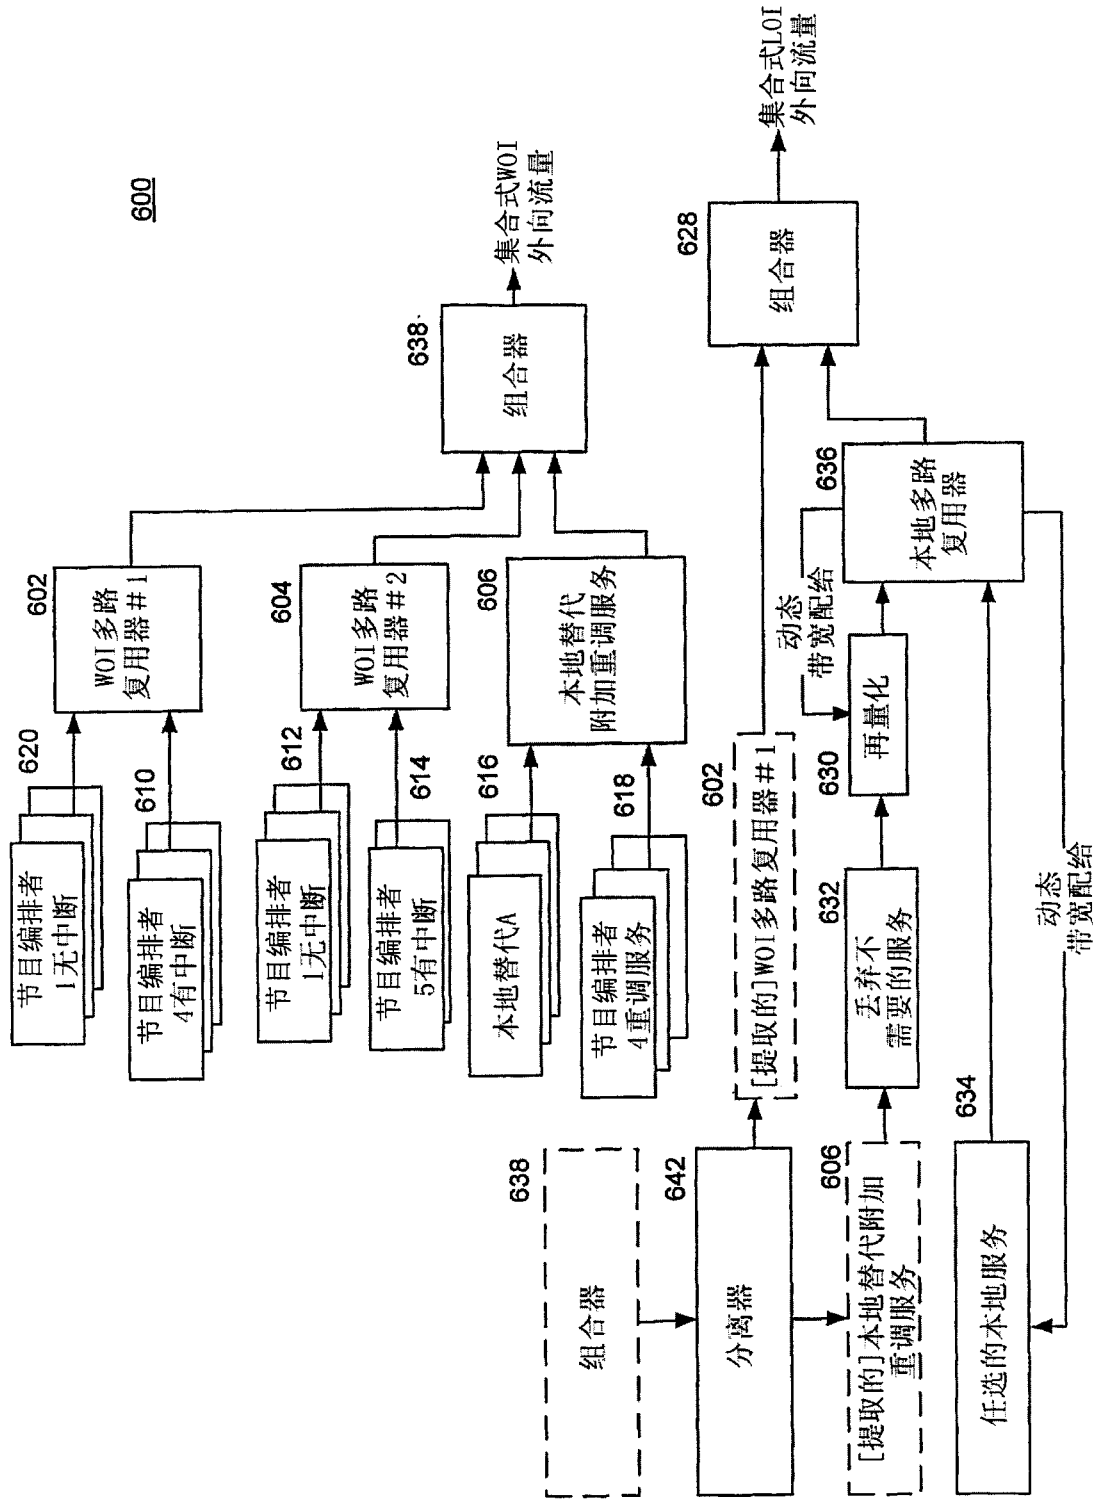 600
620
节目编排者
1无中断
610
节目编排者
4有中断
602
WOI多路
复用器#1
612
节目编排者
1无中断
614
节目编排者
5有中断
604
WOI多路
复用器#2
616
本地替代A
618
节目编排者
4重调服务
606
本地替代
附加重调服务
638
组合器
集合式WOI
外向流量
638
组合器
642
分离器
602
[提取的]WOI多路复用器#1
606
[提取的]本地替代附加
重调服务
632
丢弃不
需要的服务
630
再量化
动态
带宽配给
636
本地多路
复用器
628
组合器
集合式LOI
外向流量
634
任选的本地服务
动态
带宽配给